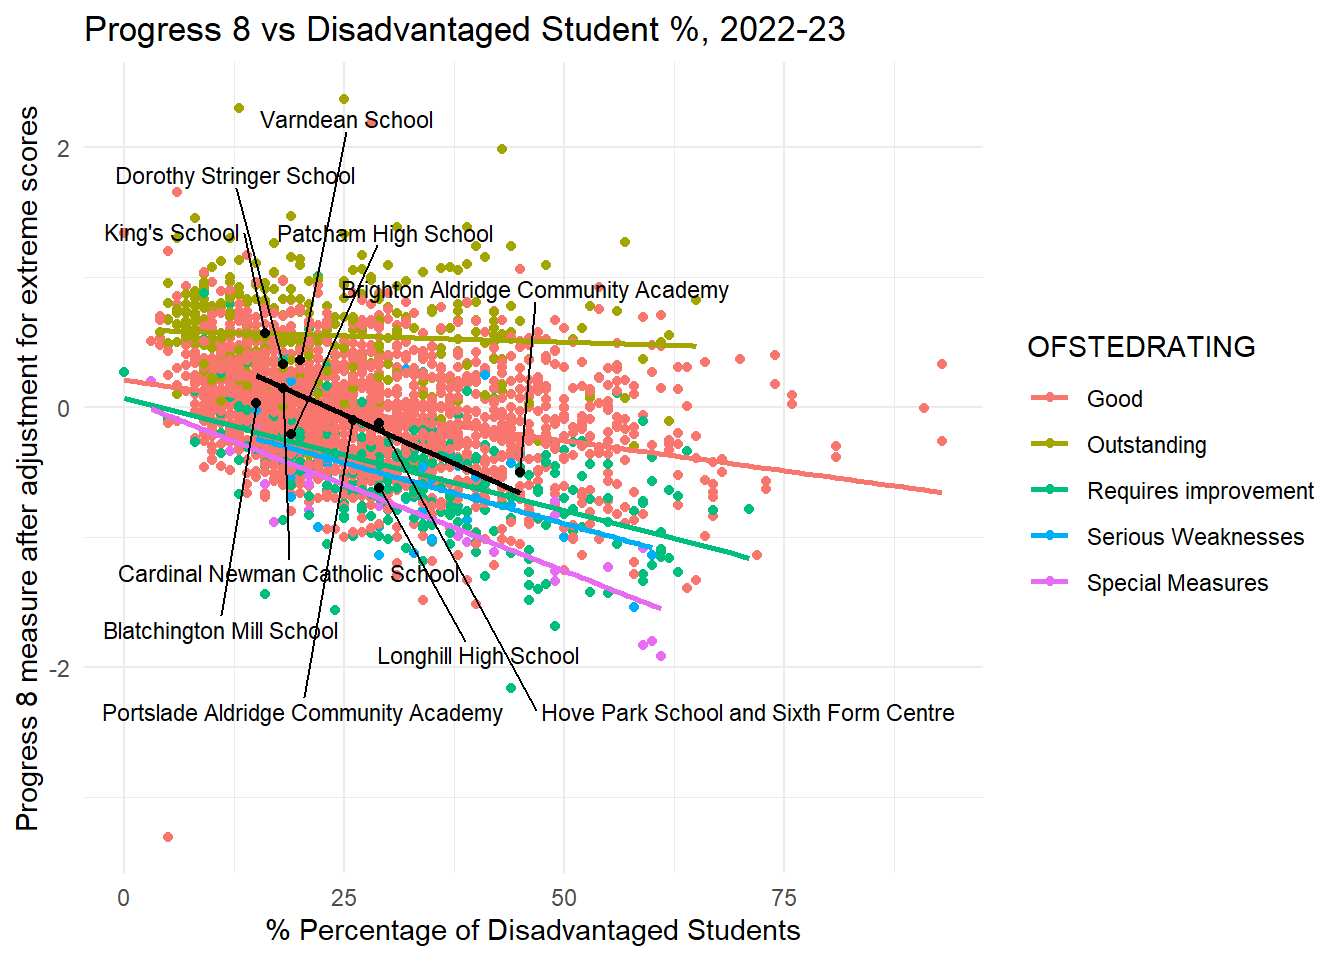 Progress 8 vs Disadvantaged Student %, 2022-23
Progress 8 measure after adjustment for extreme scores
2
0
-2
Varndean School
Dorothy Stringer School
King's School
Patcham High School
Brighton Aldridge Community Academy
Cardinal Newman Catholic School
Blatchington Mill School
Longhill High School
Portslade Aldridge Community Academy
Hove Park School and Sixth Form Centre
0
25
50
75
% Percentage of Disadvantaged Students
OFSTEDRATING
Good
Outstanding
Requires improvement
Serious Weaknesses
Special Measures